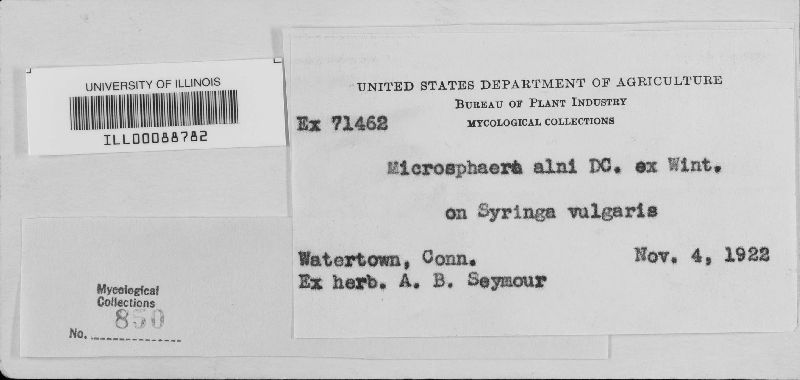 UNIVERSITY OF ILLINOIS
ILL00088782
UNITED STATES DEPARTMENT OF AGRICULTURE
BUREAU OF PLANT INDUSTRY
MYCOLOGICAL COLLECTIONS
Ex 71462
Microsphaera alni DC. ex Wint.
on Syringa vulgaris
Watertown, Conn. Nov. 4, 1922
Ex herb. A. B. Seymour
Mycological
Collections
850
No.